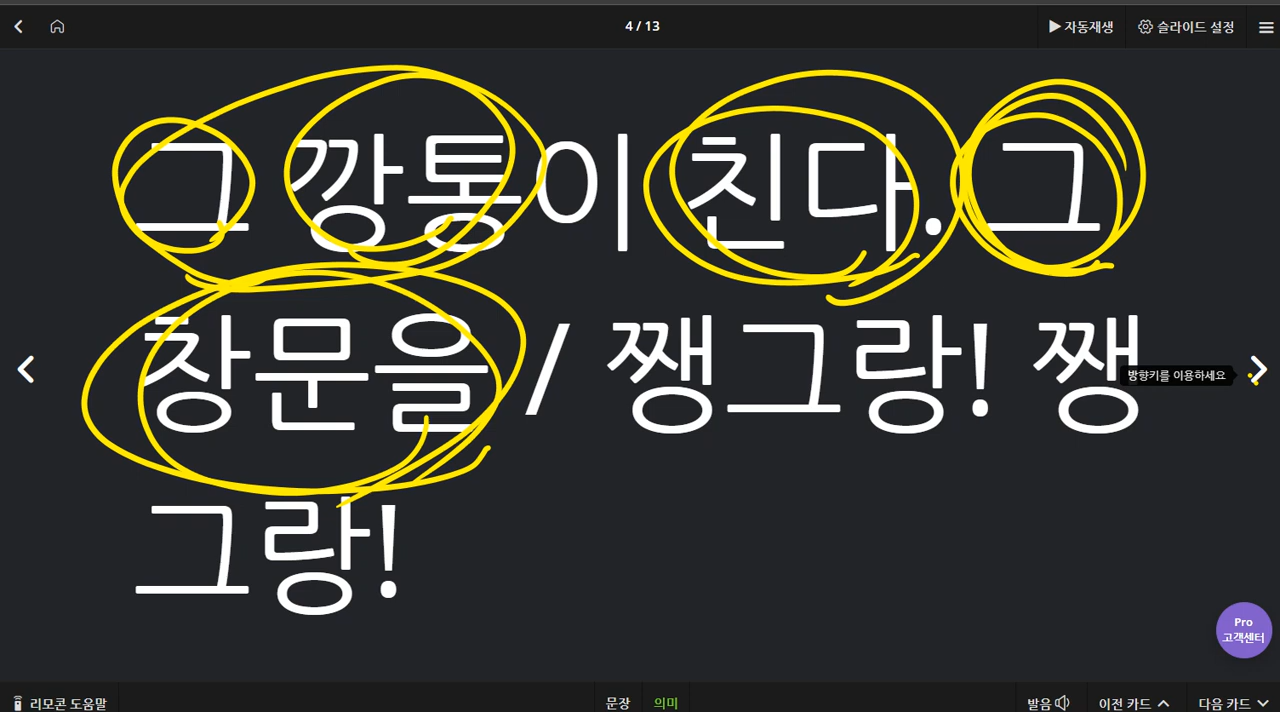 4 / 13
자동재생
슬라이드 설정
그 깡통이 친다. 그
창문을 / 쨍그랑! 쨍
그랑!
방향키를 이용하세요
Pro
고객센터
리모콘 도움말
문장
의미
발음
이전 카드
다음 카드